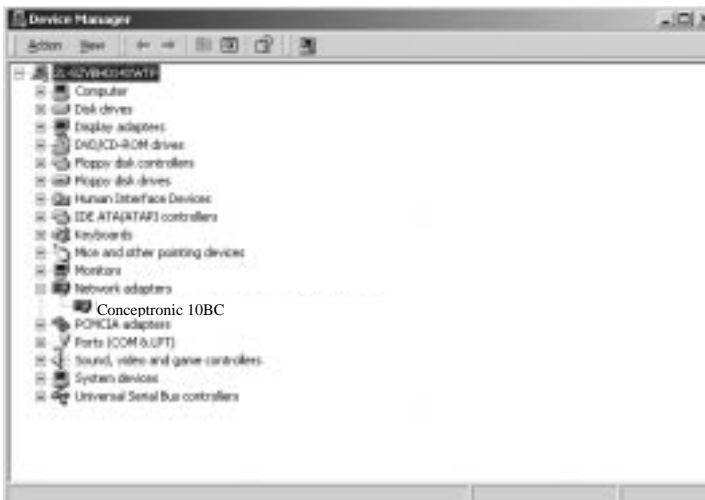 Device Manager
Action View
Computer
Disk drives
Display adapters
DVD/CD-ROM drives
Floppy disk controllers
Floppy disk drives
Human Interface Devices
IDE ATA/ATAPI controllers
Keyboards
Mice and other pointing devices
Monitors
Network adapters
Conceptronic 10BC
PCMCIA adapters
Ports (COM & LPT)
Sound, video and game controllers
System devices
Universal Serial Bus controllers